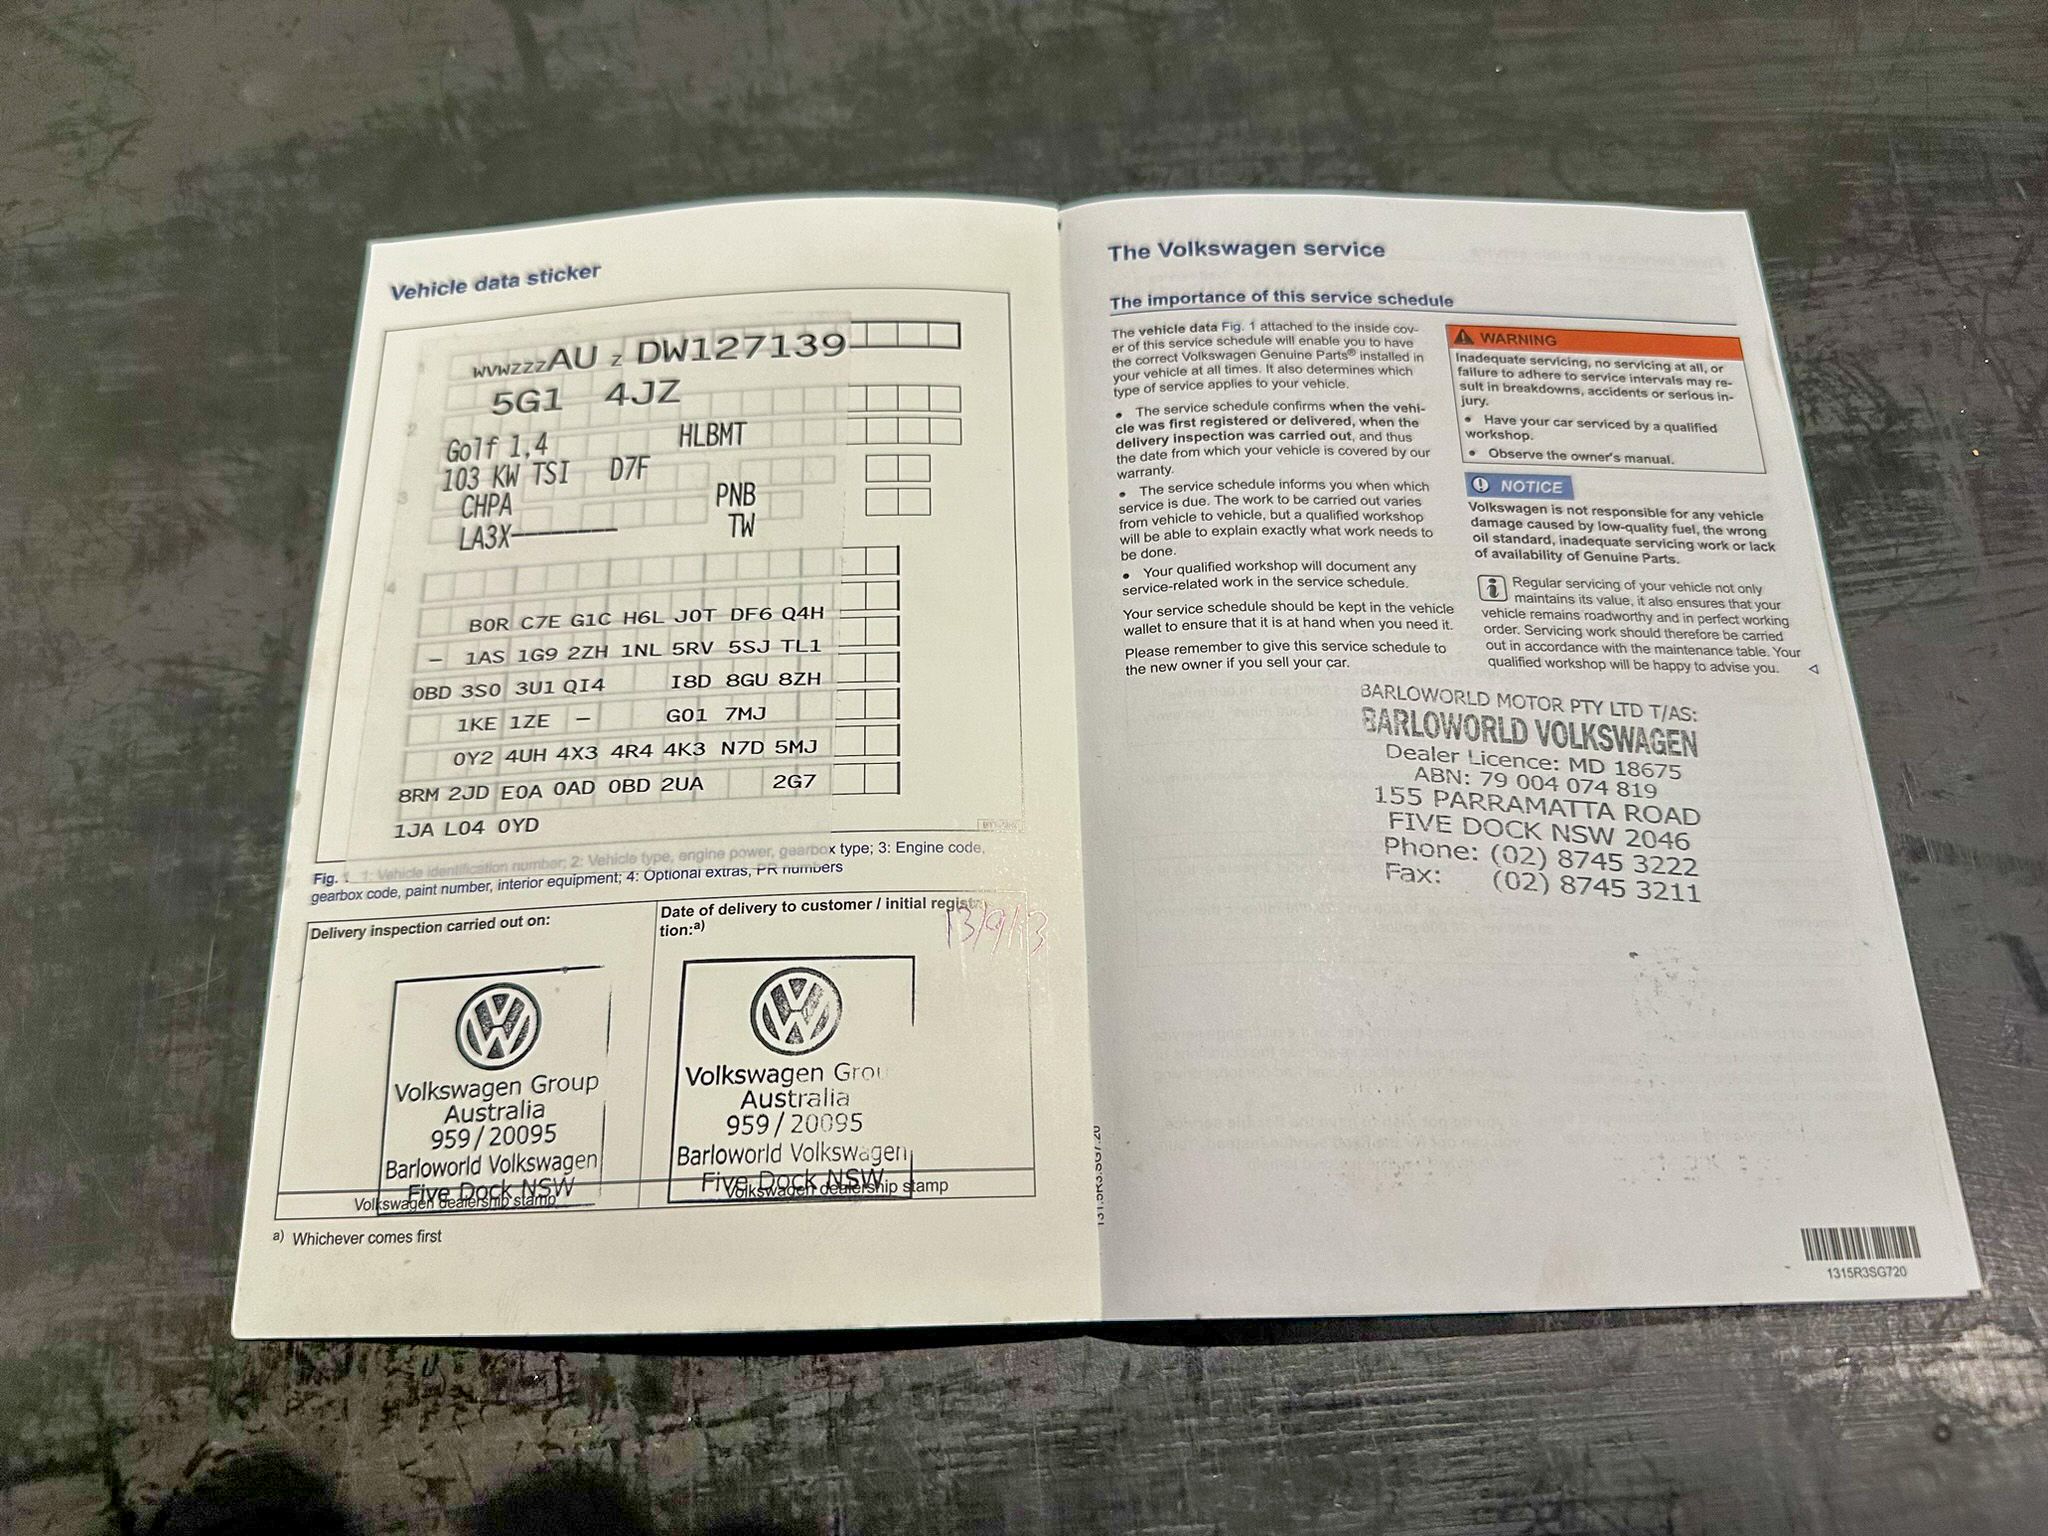 Vehicle data sticker
1
WVWZZZAU Z DW127139
5G1 4JZ
2
Golf 1,4 HLBMT
103 KW TSI D7F
3
CHPA PNB
LA3X---------- TW
4
B0R C7E G1C H6L J0T DF6 Q4H
– 1AS 1G9 2ZH 1NL 5RV 5SJ TL1
0BD 3S0 3U1 QI4 I8D 8GU 8ZH
1KE 1ZE – G01 7MJ
0Y2 4UH 4X3 4R4 4K3 N7D 5MJ
8RM 2JD E0A 0AD 0BD 2UA 2G7
1JA L04 0YD
Fig. 1 1: Vehicle identification number; 2: Vehicle type, engine power, gearbox type; 3: Engine code,
gearbox code, paint number, interior equipment; 4: Optional extras, PR numbers
Delivery inspection carried out on:
Volkswagen Group
Australia
959/20095
Barloworld Volkswagen
Five Dock NSW
Volkswagen dealership stamp
Date of delivery to customer / initial registra-
tion:a)
13/9/13
Volkswagen Grou
Australia
959/20095
Barloworld Volkswagen
Five Dock NSW
Volkswagen dealership stamp
a) Whichever comes first
The Volkswagen service
The importance of this service schedule
The vehicle data Fig. 1 attached to the inside cov-
er of this service schedule will enable you to have
the correct Volkswagen Genuine Parts® installed in
your vehicle at all times. It also determines which
type of service applies to your vehicle.
• The service schedule confirms when the vehi-
cle was first registered or delivered, when the
delivery inspection was carried out, and thus
the date from which your vehicle is covered by our
warranty.
• The service schedule informs you when which
service is due. The work to be carried out varies
from vehicle to vehicle, but a qualified workshop
will be able to explain exactly what work needs to
be done.
• Your qualified workshop will document any
service-related work in the service schedule.
Your service schedule should be kept in the vehicle
wallet to ensure that it is at hand when you need it.
Please remember to give this service schedule to
the new owner if you sell your car.
WARNING
Inadequate servicing, no servicing at all, or
failure to adhere to service intervals may re-
sult in breakdowns, accidents or serious in-
jury.
• Have your car serviced by a qualified
workshop.
• Observe the owner's manual.
NOTICE
Volkswagen is not responsible for any vehicle
damage caused by low-quality fuel, the wrong
oil standard, inadequate servicing work or lack
of availability of Genuine Parts.
Regular servicing of your vehicle not only
maintains its value, it also ensures that your
vehicle remains roadworthy and in perfect working
order. Servicing work should therefore be carried
out in accordance with the maintenance table. Your
qualified workshop will be happy to advise you.
BARLOWORLD MOTOR PTY LTD T/AS:
BARLOWORLD VOLKSWAGEN
Dealer Licence: MD 18675
ABN: 79 004 074 819
155 PARRAMATTA ROAD
FIVE DOCK NSW 2046
Phone: (02) 8745 3222
Fax: (02) 8745 3211
131.5R3.SG7.20
1315R3SG720